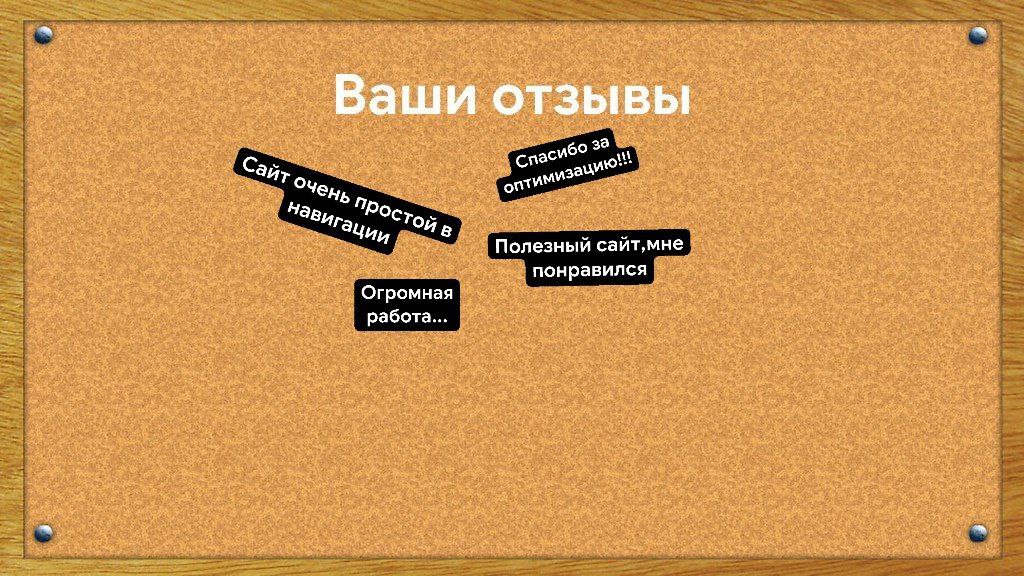 Ваши отзывы
Спасибо за
оптимизацию!!!
Сайт очень простой в
навигации
Полезный сайт,мне
понравился
Огромная
работа...